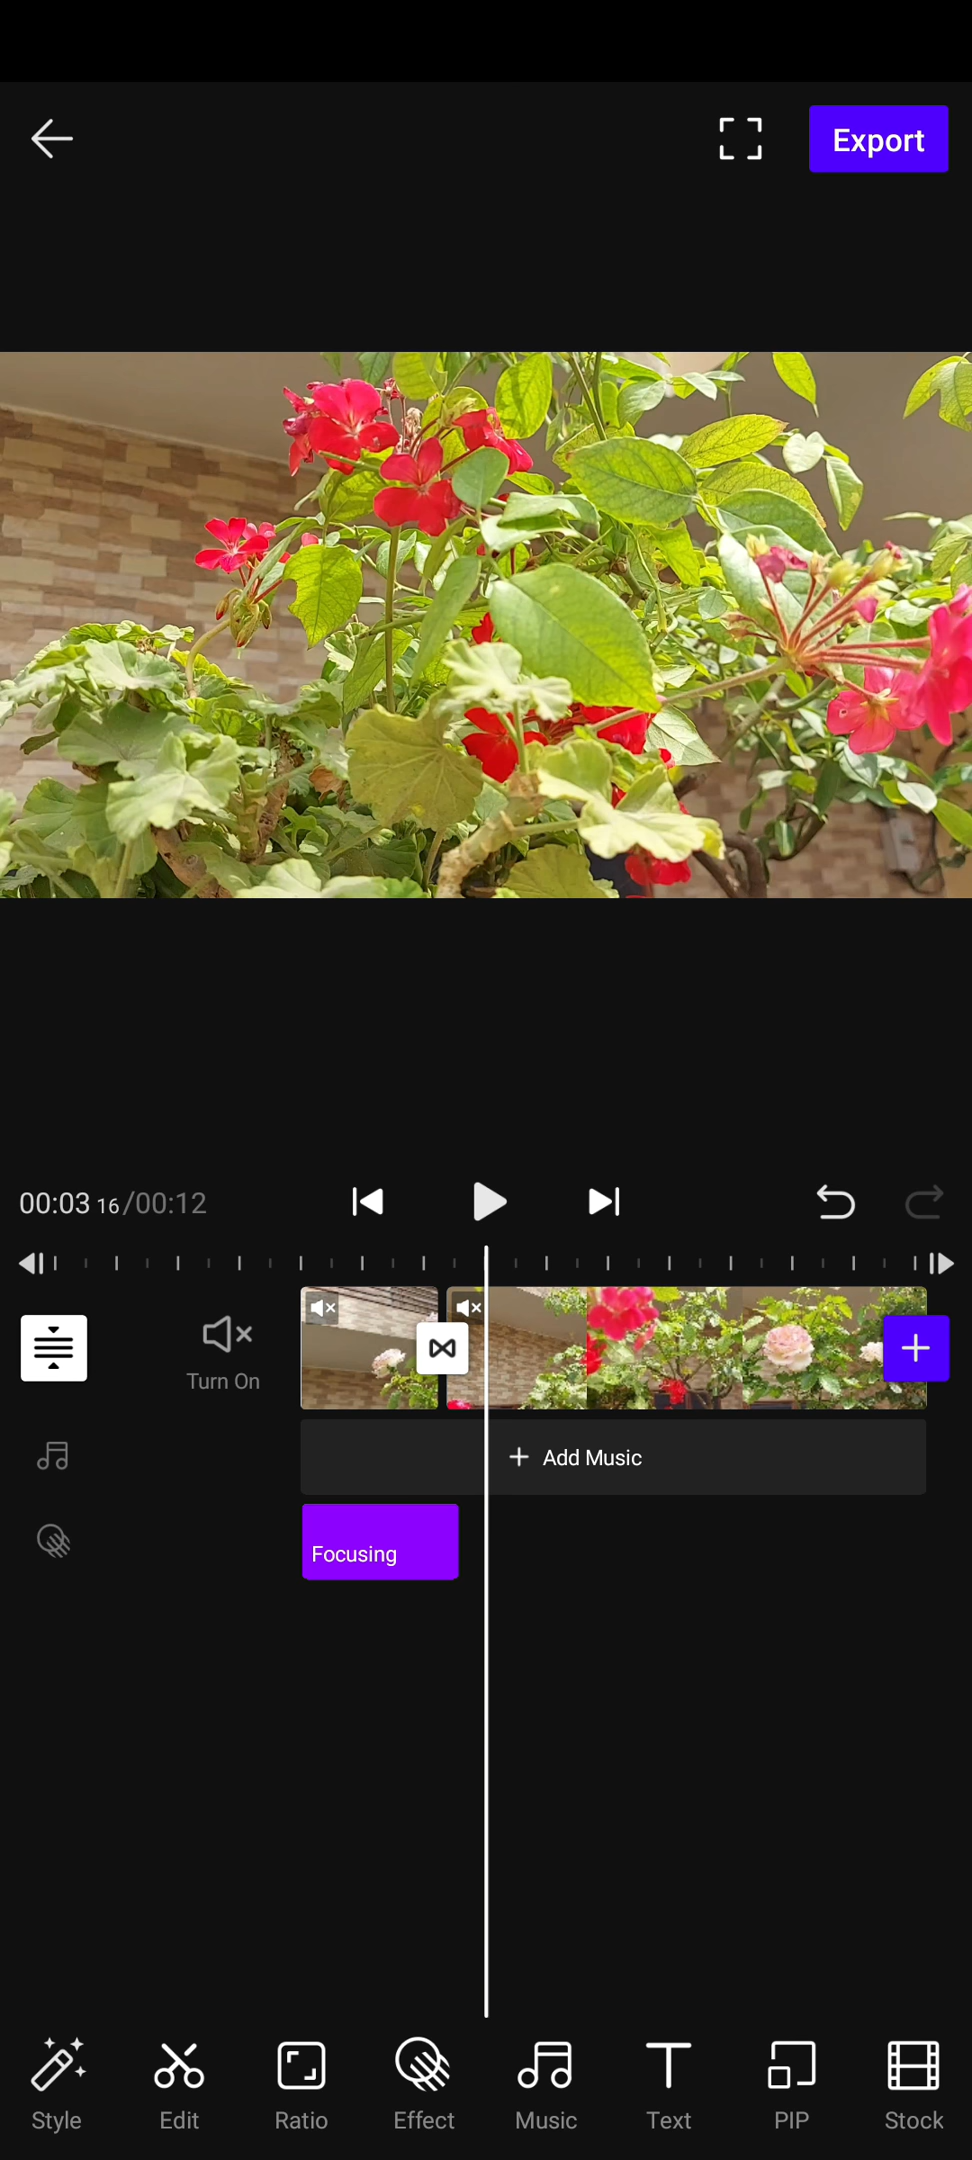 Export
00:03 16/00:12
Turn On
Add Music
Focusing
Style
Edit
Ratio
Effect
Music
Text
PIP
Stock